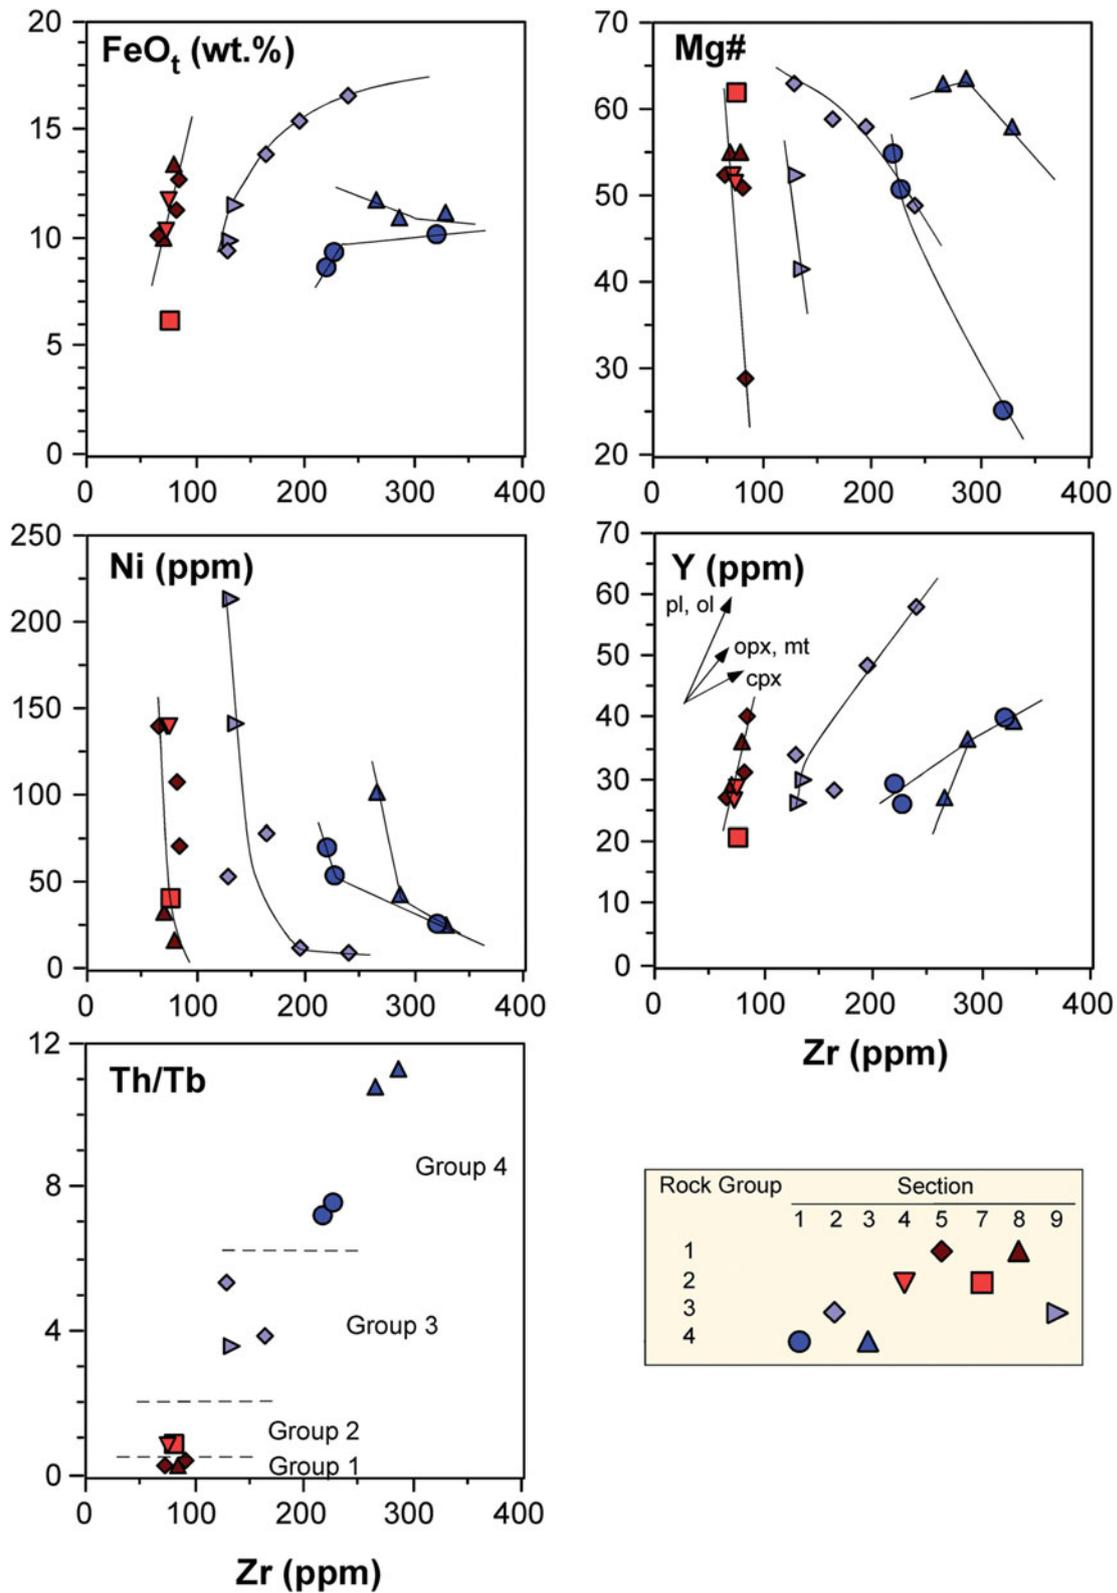 FeOt (wt.%)
20
15
10
5
0
0 100 200 300 400
Mg#
70
60
50
40
30
20
0 100 200 300 400
Ni (ppm)
250
200
150
100
50
0
0 100 200 300 400
Y (ppm)
pl, ol
opx, mt
cpx
70
60
50
40
30
20
10
0
0 100 200 300 400
Zr (ppm)
Th/Tb
12
8
4
0
Group 4
Group 3
Group 2
Group 1
0 100 200 300 400
Zr (ppm)
Rock Group Section
1 2 3 4 5 7 8 9
1
2
3
4